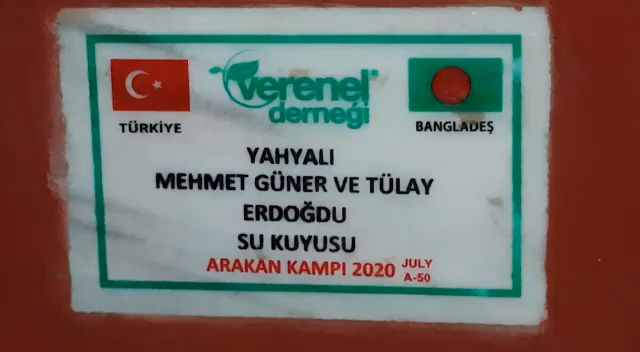 verenel®
derneği
TÜRKİYE
BANGLADEŞ
YAHYALI
MEHMET GÜNER VE TÜLAY
ERDOĞDU
SU KUYUSU
ARAKAN KAMPI 2020 JULY
A-50